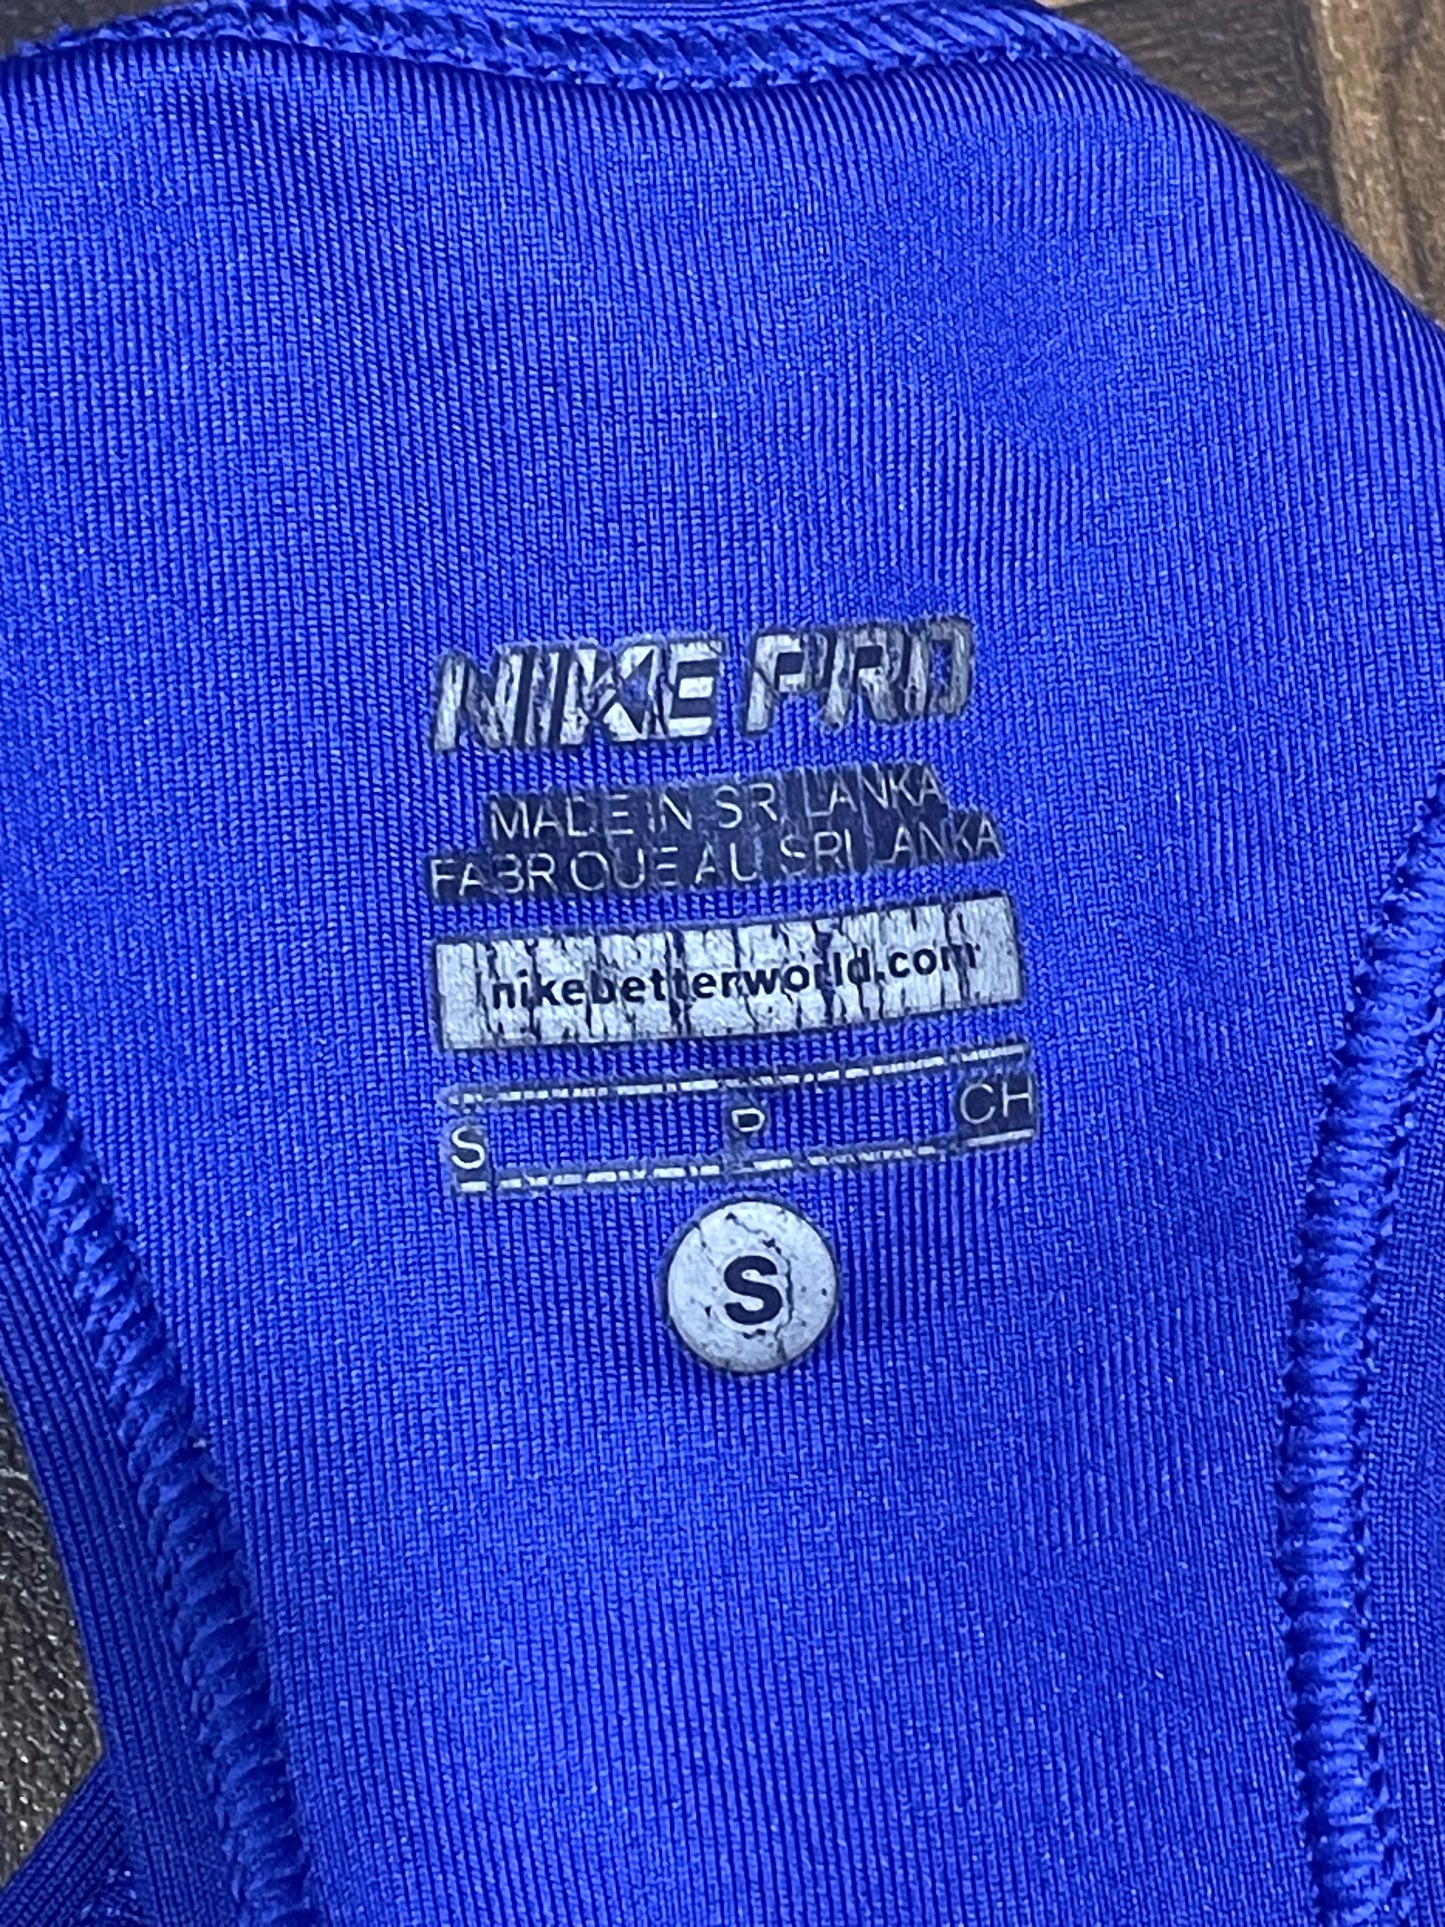 NIKE PRO
MADE IN SRI LANKA
FABRIQUE AU SRI LANKA
nikebetterworld.com
S P CH
S